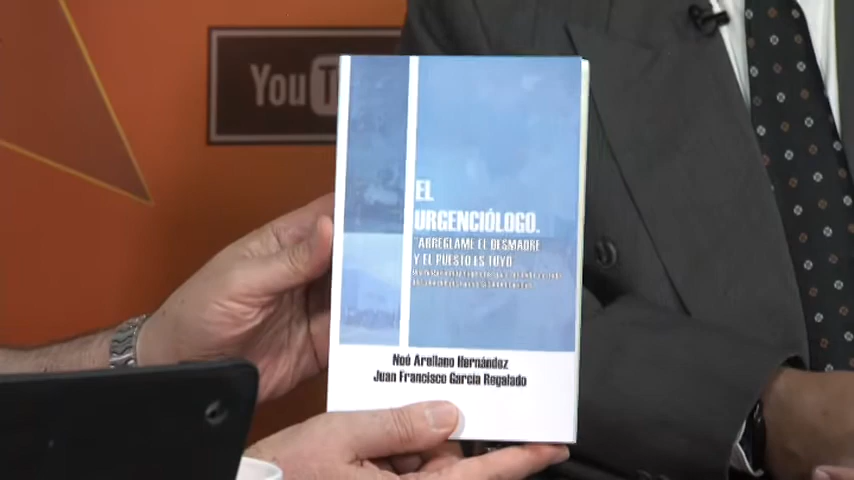 You
EL
URGENCIÓLOGO.
"ARREGLAME EL DESMADRE
Y EL PUESTO ES TUYO
Noé Arellano Hernández
Juan Francisco García Regalado